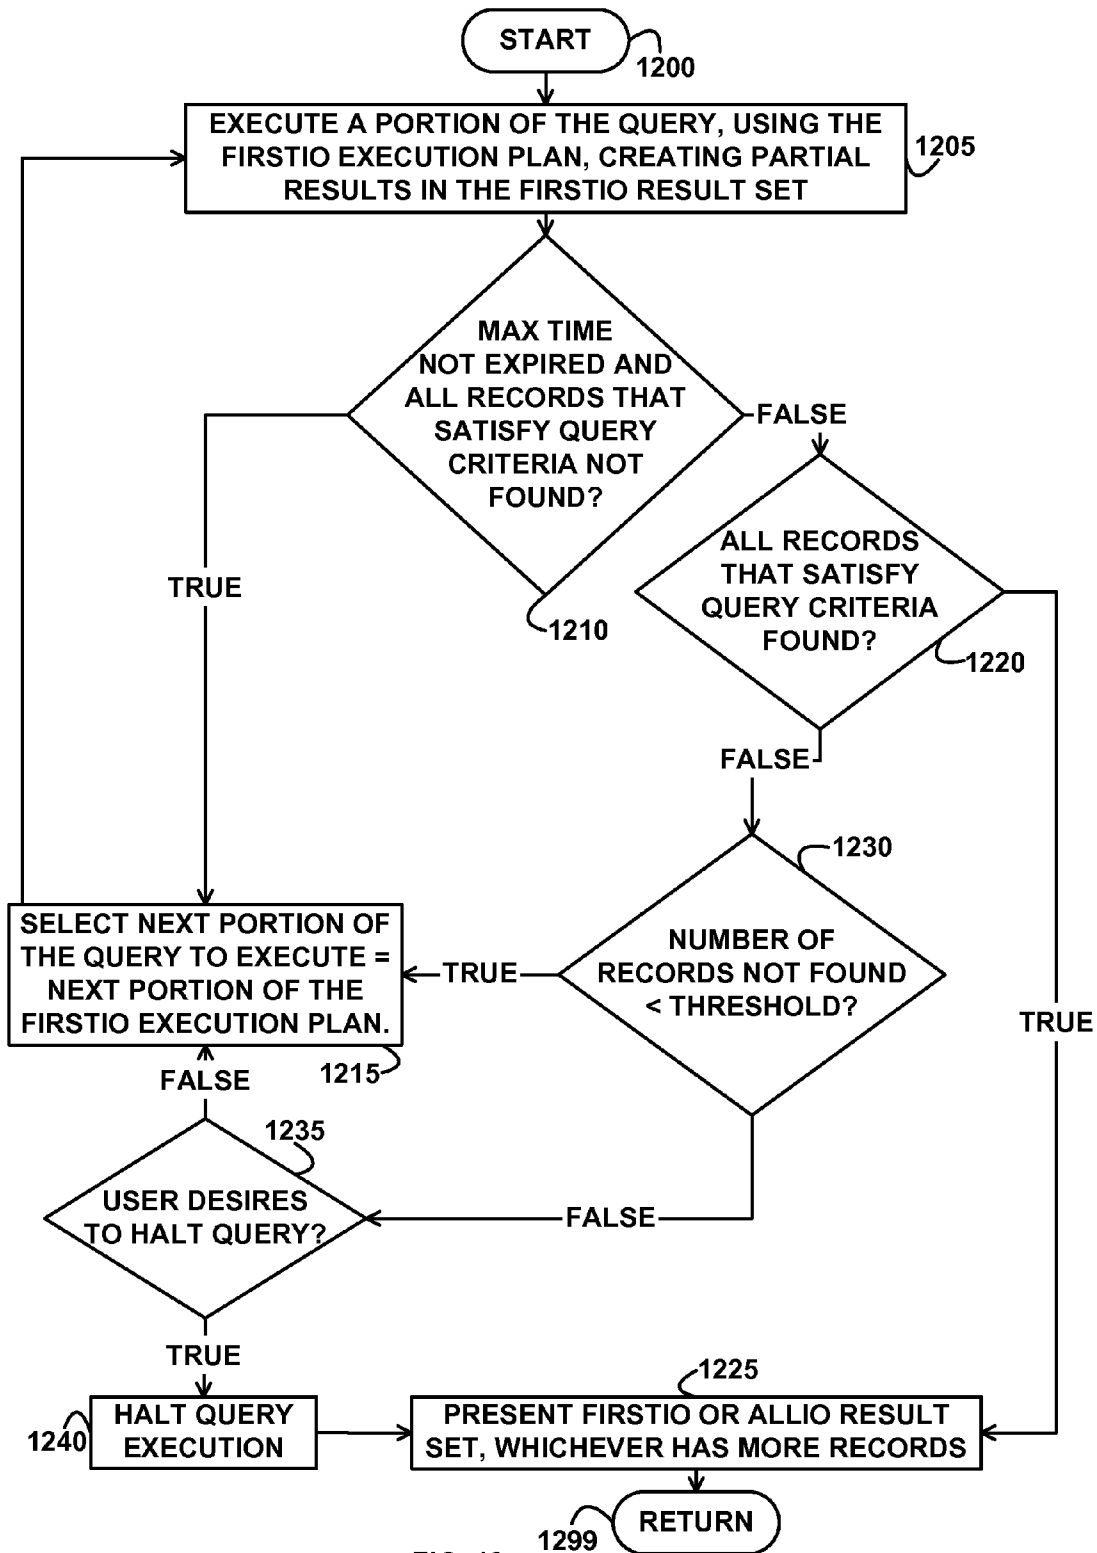 START
1200
EXECUTE A PORTION OF THE QUERY, USING THE
FIRSTIO EXECUTION PLAN, CREATING PARTIAL
RESULTS IN THE FIRSTIO RESULT SET
1205
MAX TIME
NOT EXPIRED AND
ALL RECORDS THAT
SATISFY QUERY
CRITERIA NOT
FOUND?
1210
FALSE
TRUE
ALL RECORDS
THAT SATISFY
QUERY CRITERIA
FOUND?
1220
FALSE
TRUE
1230
NUMBER OF
RECORDS NOT FOUND
< THRESHOLD?
TRUE
SELECT NEXT PORTION OF
THE QUERY TO EXECUTE =
NEXT PORTION OF THE
FIRSTIO EXECUTION PLAN.
1215
FALSE
1235
USER DESIRES
TO HALT QUERY?
FALSE
TRUE
1240
HALT QUERY
EXECUTION
1225
PRESENT FIRSTIO OR ALLIO RESULT
SET, WHICHEVER HAS MORE RECORDS
RETURN
1299